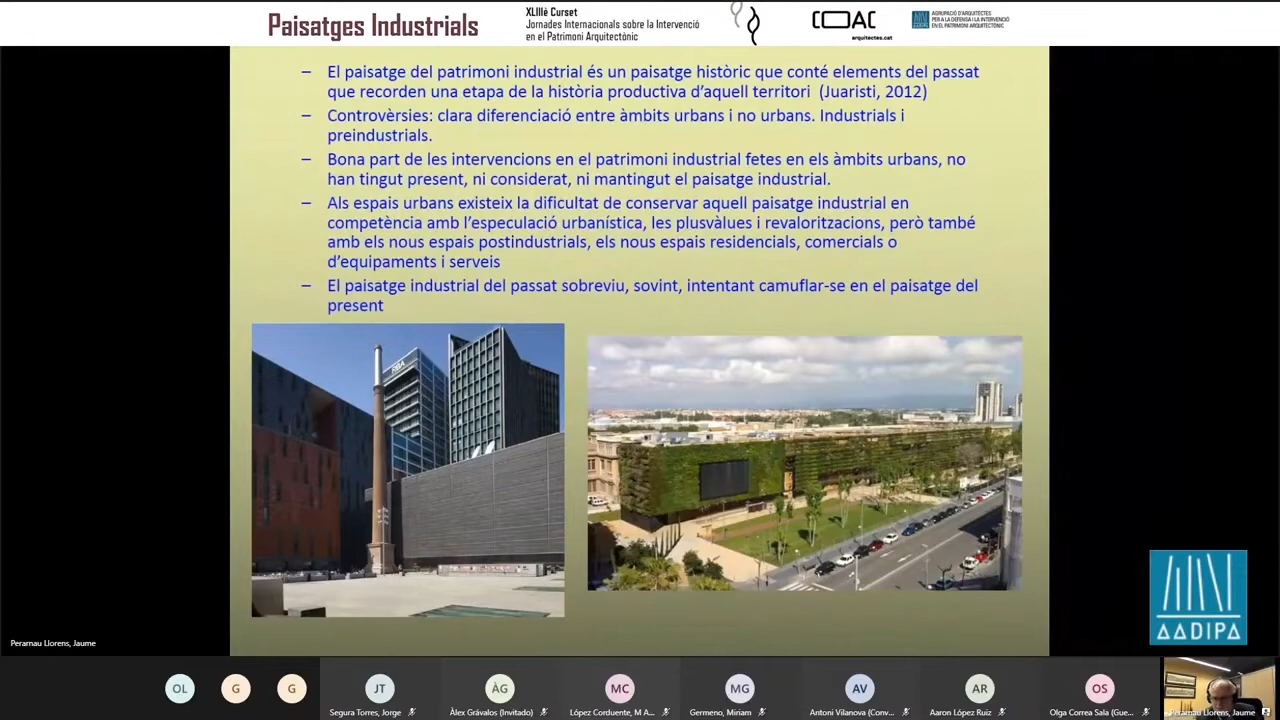 Paisatges Industrials
XLIIIè Curset
Jornades Internacionals sobre la Intervenció
en el Patrimoni Arquitectònic
COAC
arquitectes.cat
AADIPA
AGRUPACIÓ D'ARQUITECTES
PER A LA DEFENSA I LA INTERVENCIÓ
EN EL PATRIMONI ARQUITECTÒNIC
– El paisatge del patrimoni industrial és un paisatge històric que conté elements del passat
que recorden una etapa de la història productiva d'aquell territori (Juaristi, 2012)
– Controvèrsies: clara diferenciació entre àmbits urbans i no urbans. Industrials i
preindustrials.
– Bona part de les intervencions en el patrimoni industrial fetes en els àmbits urbans, no
han tingut present, ni considerat, ni mantingut el paisatge industrial.
– Als espais urbans existeix la dificultat de conservar aquell paisatge industrial en
competència amb l'especulació urbanística, les plusvàlues i revaloritzacions, però també
amb els nous espais postindustrials, els nous espais residencials, comercials o
d'equipaments i serveis
– El paisatge industrial del passat sobreviu, sovint, intentant camuflar-se en el paisatge del
present
AADIPA
Perarnau Llorens, Jaume
OL
G
G
JT
Segura Torres, Jorge
ÀG
Àlex Grávalos (Invitado)
MC
López Corduente, M A...
MG
Germeno, Miriam
AV
Antoni Vilanova (Conv...
AR
Aaron López Ruiz
OS
Olga Correa Sala (Gue...
Perarnau Llorens, Jaume